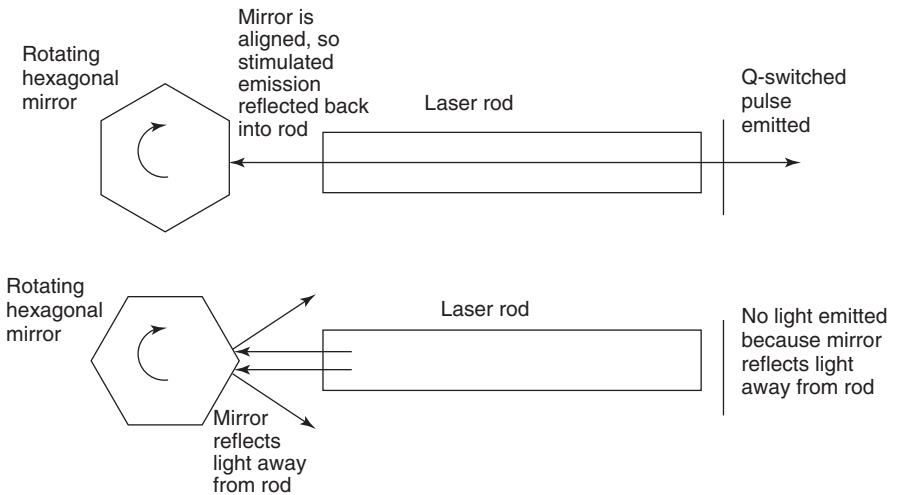 Rotating
hexagonal
mirror
Mirror is
aligned, so
stimulated
emission
reflected back
into rod
Laser rod
Q-switched
pulse
emitted
Rotating
hexagonal
mirror
Mirror
reflects
light away
from rod
Laser rod
No light emitted
because mirror
reflects light
away from rod